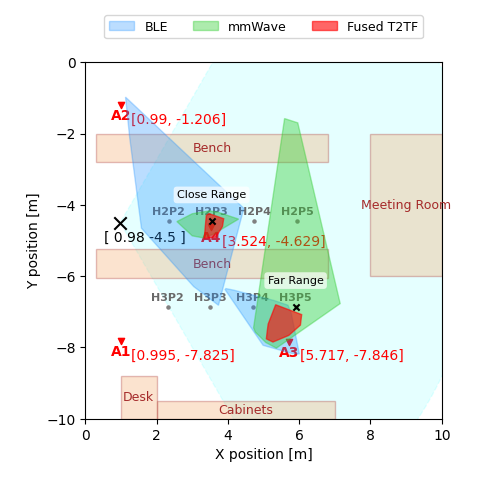 BLE mmWave Fused T2TF
0
−2
−4
−6
−8
−10
Y position [m]
A2 [0.99, -1.206]
Bench
Close Range
Meeting Room
H2P2 H2P3 H2P4 H2P5
[ 0.98 -4.5 ]
A4 [3.524, -4.629]
Bench
Far Range
H3P2 H3P3 H3P4 H3P5
A1 [0.995, -7.825]
A3 [5.717, -7.846]
Desk
Cabinets
0 2 4 6 8 10
X position [m]